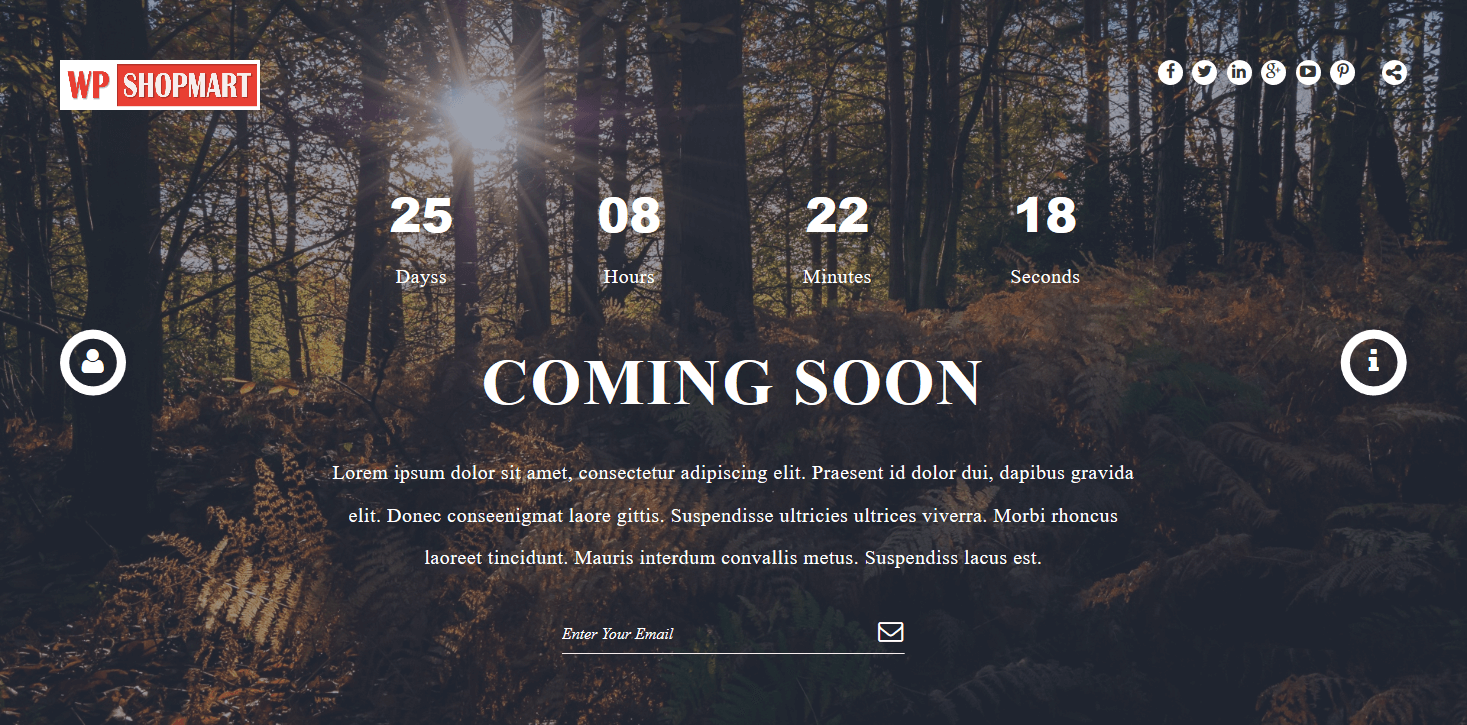 WP SHOPMART
25 08 22 18
Dayss Hours Minutes Seconds
COMING SOON
Lorem ipsum dolor sit amet, consectetur adipiscing elit. Praesent id dolor dui, dapibus gravida
elit. Donec conseenigmat laore gittis. Suspendisse ultricies ultrices viverra. Morbi rhoncus
laoreet tincidunt. Mauris interdum convallis metus. Suspendiss lacus est.
Enter Your Email